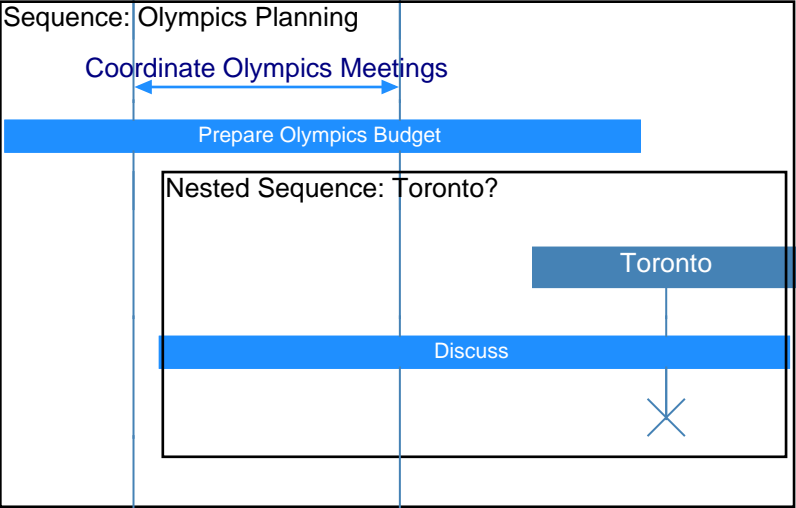 Sequence: Olympics Planning
Coordinate Olympics Meetings
Prepare Olympics Budget
Nested Sequence: Toronto?
Toronto
Discuss